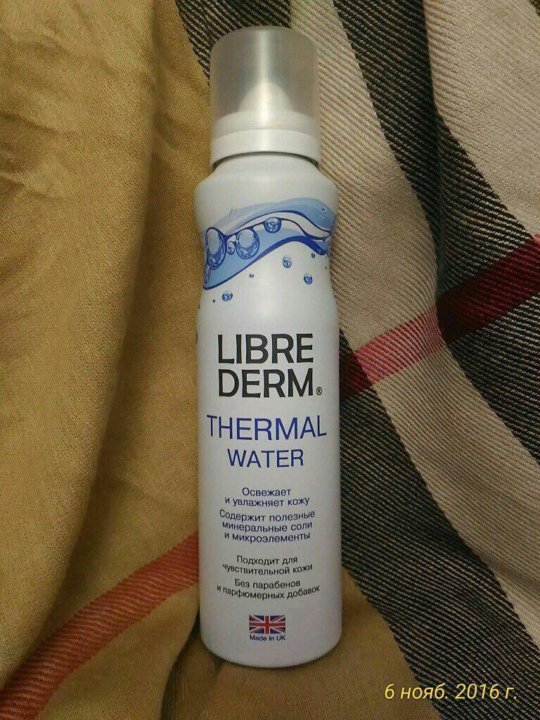 LIBRE
DERM®
THERMAL
WATER
Освежает
и увлажняет кожу
Содержит полезные
минеральные соли
и микроэлементы
Подходит для
чувствительной кожи
Без парабенов
и парфюмерных добавок
Made in UK
6 нояб. 2016 г.